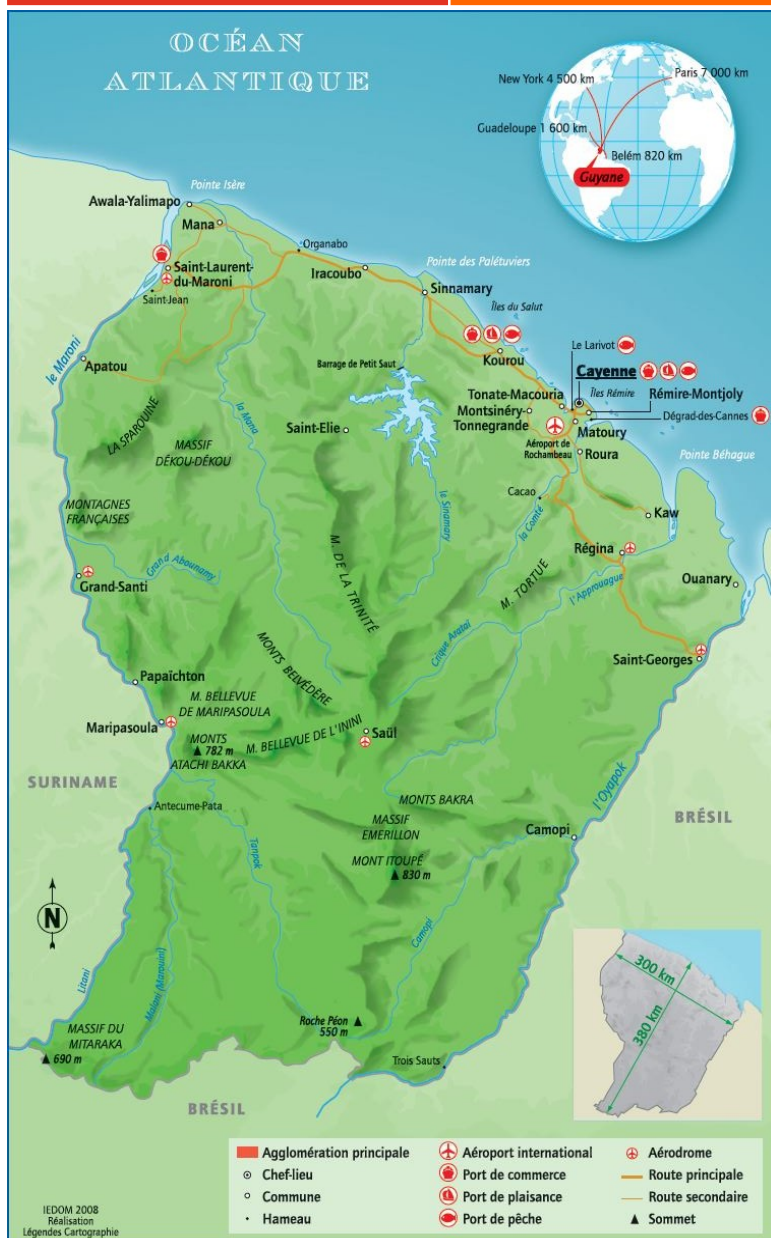 OCÉAN
ATLANTIQUE
New York 4 500 km
Paris 7 000 km
Guadeloupe 1 600 km
Belém 820 km
Guyane
Pointe Isère
Awala-Yalimapo
Mana
Organabo
Saint-Laurent-
du-Maroni
Iracoubo
Pointe des Palétuviers
Saint-Jean
Sinnamary
Îles du Salut
le Maroni
Apatou
Kourou
Le Larivot
Barrage de Petit Saut
Cayenne
Îles Rémire
Tonate-Macouria
Rémire-Montjoly
la Mana
Montsinéry-
Tonnegrande
Dégrad-des-Cannes
LA SPAROUINE
Saint-Elie
Matoury
Aéroport de
Rochambeau
MASSIF
DÉKOU-DÉKOU
Roura
Pointe Béhague
le Sinamary
Cacao
MONTAGNES
FRANÇAISES
la Comté
Kaw
M. DE LA TRINITÉ
Régina
Grand Abounamy
Grand-Santi
M. TORTUE
l'Approuague
Ouanary
Crique Arataï
Saint-Georges
MONTS BELVÉDÈRE
Papaïchton
M. BELLEVUE
DE MARIPASOULA
Maripasoula
M. BELLEVUE DE L'ININI
Saül
MONTS
782 m
ATACHI BAKKA
SURINAME
l'Oyapok
MONTS BAKRA
BRÉSIL
Antecume-Pata
MASSIF
EMERILLON
Camopi
Tanpok
MONT ITOUPÉ
830 m
N
Camopi
Litani
Malani (Marouini)
300 km
380 km
Roche Péon
550 m
MASSIF DU
MITARAKA
690 m
Trois Sauts
BRÉSIL
Agglomération principale
Aéroport international
Aérodrome
Chef-lieu
Port de commerce
Route principale
Commune
Port de plaisance
Route secondaire
Hameau
Port de pêche
Sommet
IEDOM 2008
Réalisation
Légendes Cartographie